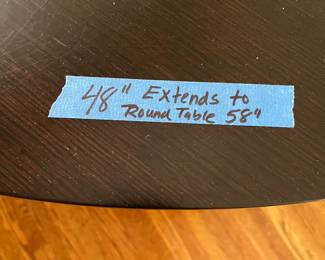 48" Extends to
Round Table 58"